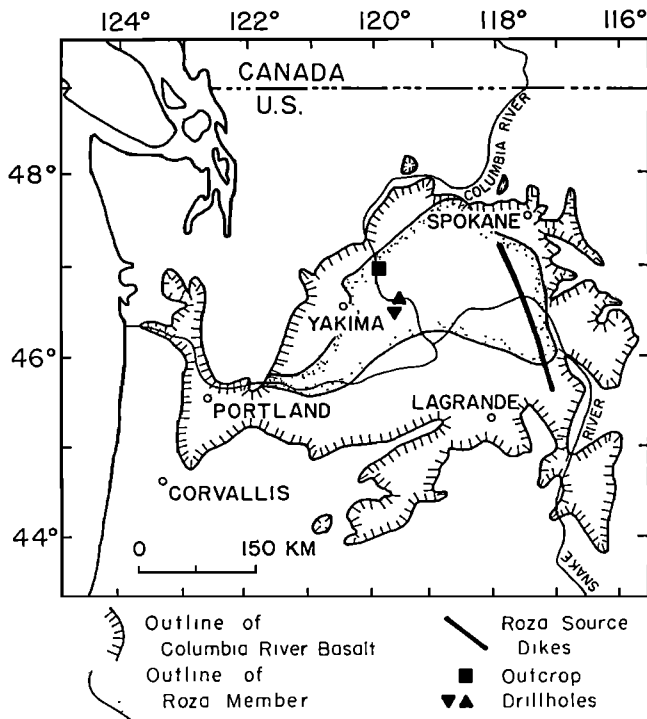 124° 122° 120° 118° 116°
CANADA
U.S.
COLUMBIA RIVER
48°
SPOKANE
YAKIMA
46°
PORTLAND
LAGRANDE
RIVER
CORVALLIS
44°
0 150 KM
SNAKE
Outline of
Columbia River Basalt
Outline of
Roza Member
Roza Source
Dikes
Outcrop
Drillholes